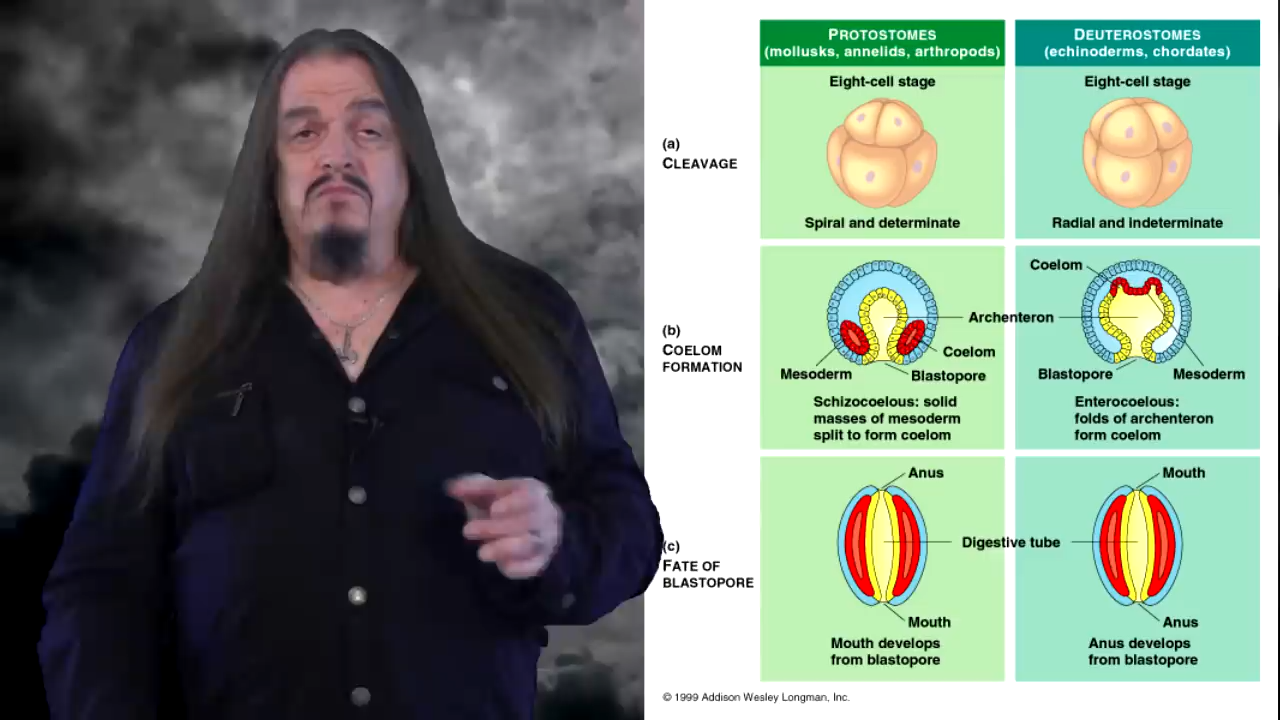 PROTOSTOMES
(mollusks, annelids, arthropods)
DEUTEROSTOMES
(echinoderms, chordates)
(a)
CLEAVAGE
Eight-cell stage
Spiral and determinate
Eight-cell stage
Radial and indeterminate
(b)
COELOM
FORMATION
Archenteron
Coelom
Mesoderm
Blastopore
Schizocoelous: solid
masses of mesoderm
split to form coelom
Coelom
Blastopore
Mesoderm
Enterocoelous:
folds of archenteron
form coelom
(c)
FATE OF
BLASTOPORE
Anus
Digestive tube
Mouth
Mouth develops
from blastopore
Mouth
Anus
Anus develops
from blastopore
© 1999 Addison Wesley Longman, Inc.